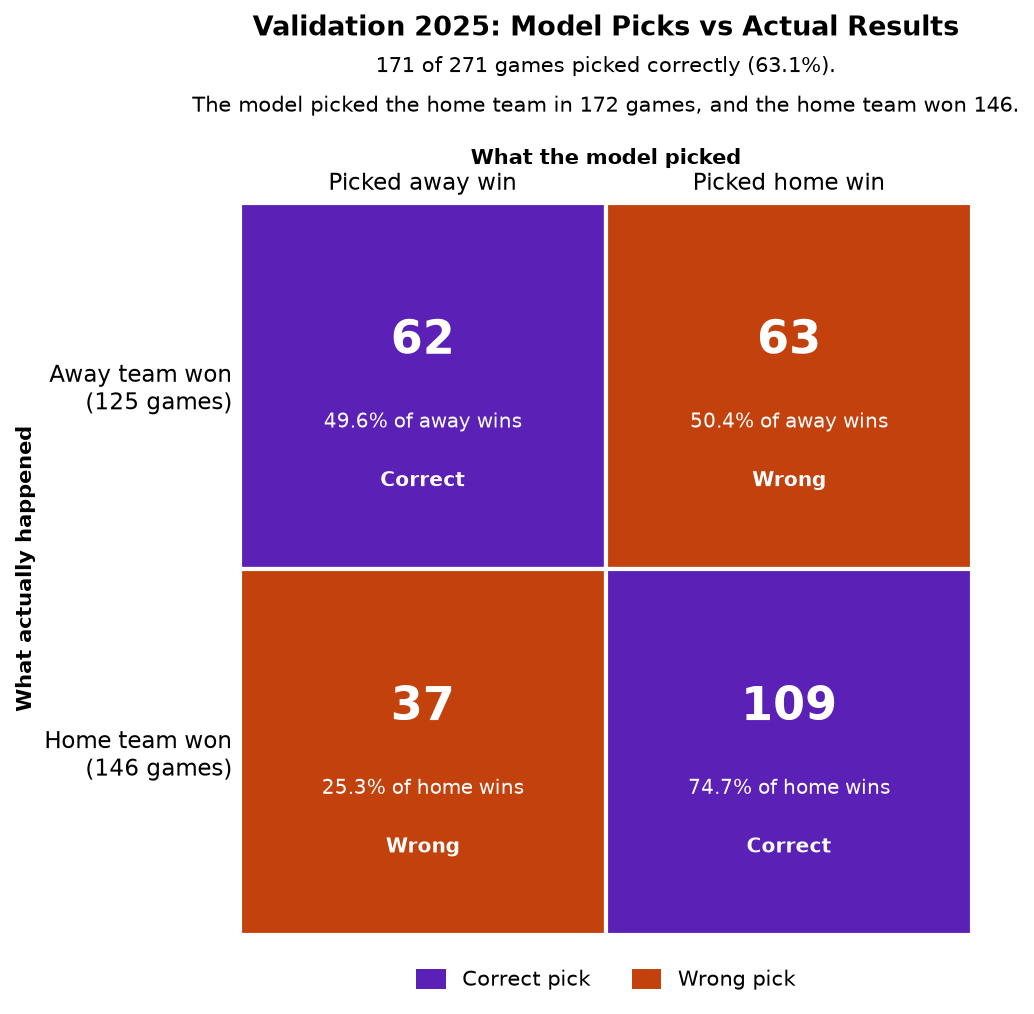 Validation 2025: Model Picks vs Actual Results
171 of 271 games picked correctly (63.1%).
The model picked the home team in 172 games, and the home team won 146.
What the model picked
Picked away win
Picked home win
What actually happened
Away team won
(125 games)
62
49.6% of away wins
Correct
63
50.4% of away wins
Wrong
Home team won
(146 games)
37
25.3% of home wins
Wrong
109
74.7% of home wins
Correct
Correct pick
Wrong pick